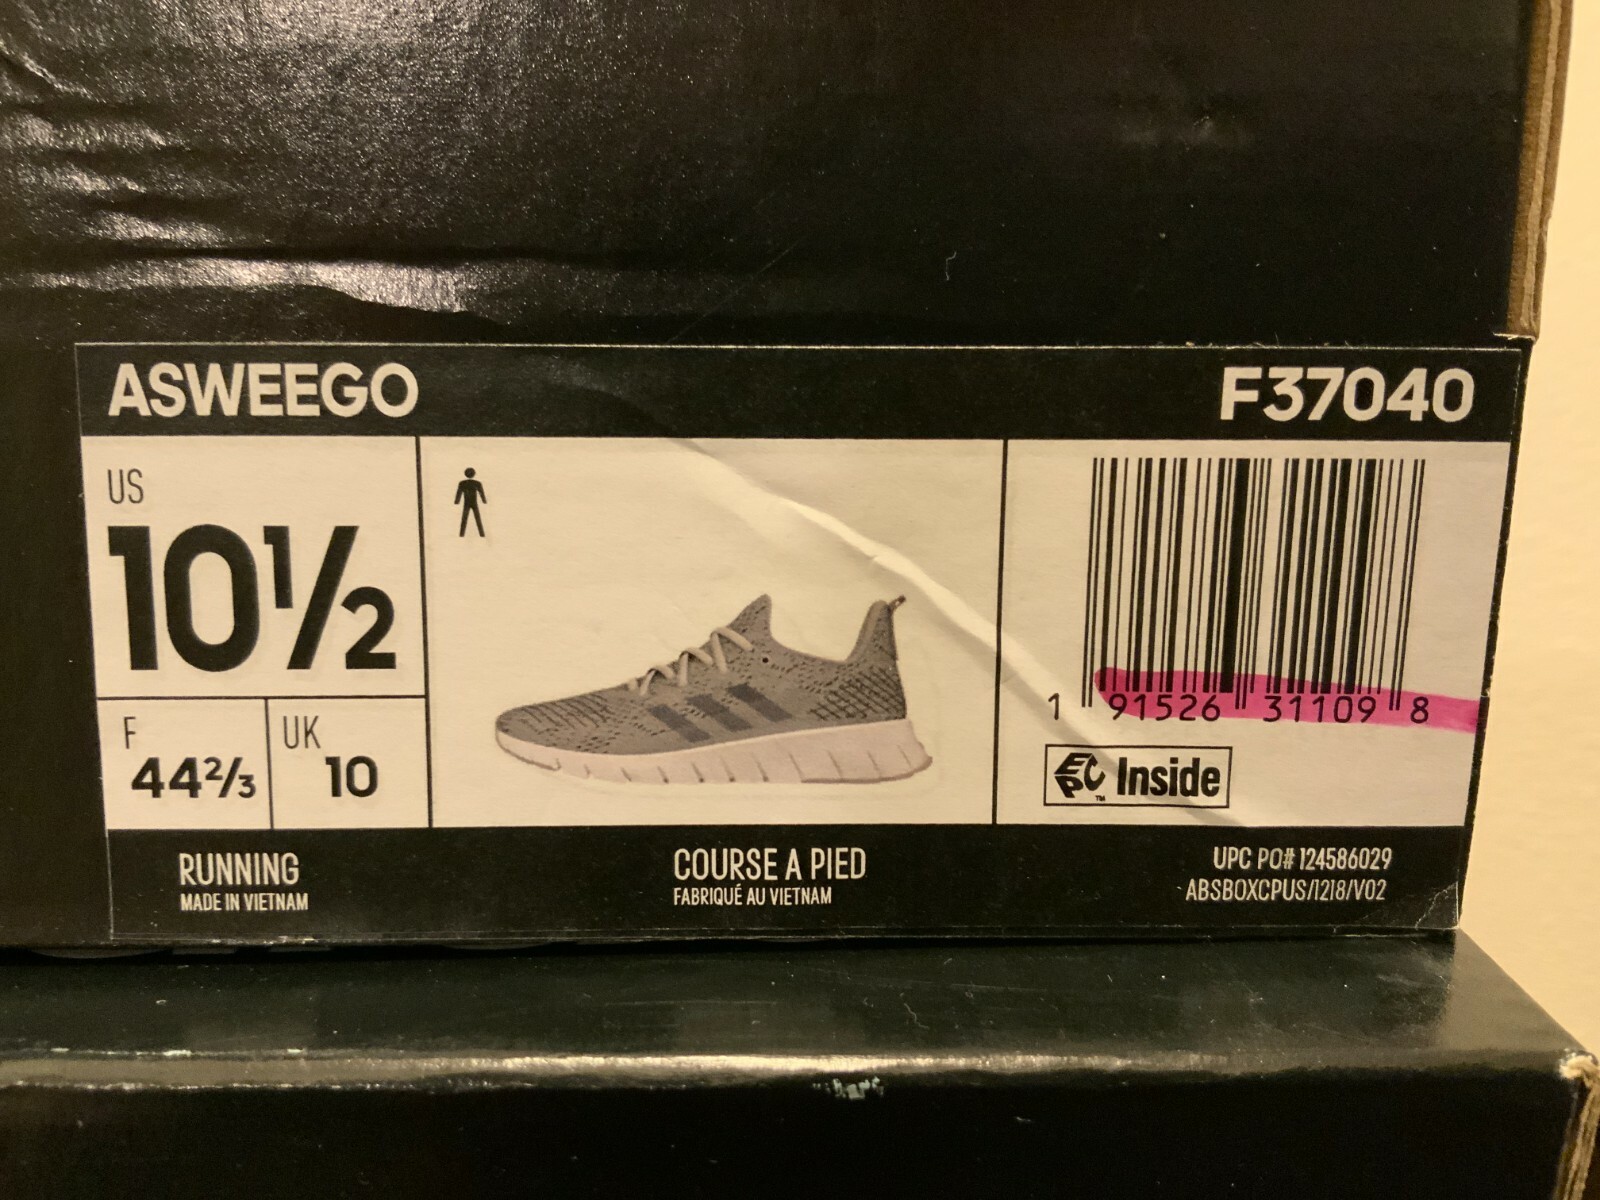 ASWEEGO
F37040
US
10½
F
44⅔
UK
10
1 91526 31109 8
EPC™ Inside
RUNNING
MADE IN VIETNAM
COURSE A PIED
FABRIQUÉ AU VIETNAM
UPC PO# 124586029
ABSBOXCPUS/1218/V02